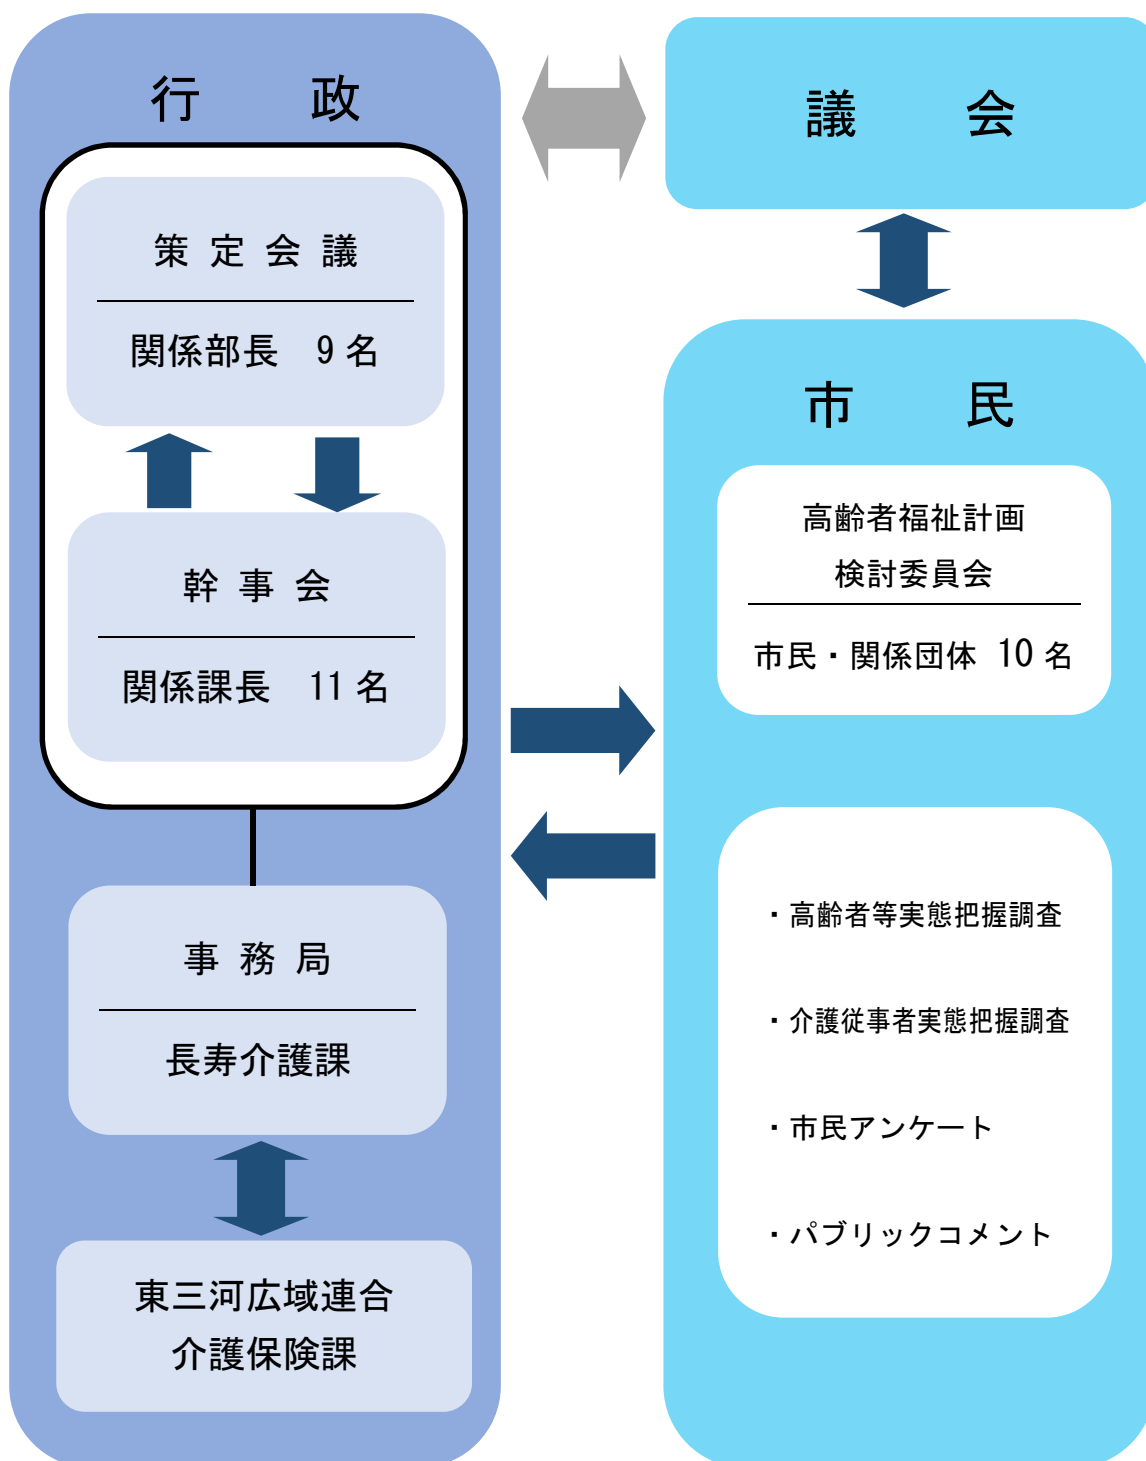 行　政
策 定 会 議
関係部長　9 名
幹 事 会
関係課長　11 名
事 務 局
長寿介護課
東三河広域連合
介護保険課
議　会
市　民
高齢者福祉計画
検討委員会
市民・関係団体 10 名
・高齢者等実態把握調査
・介護従事者実態把握調査
・市民アンケート
・パブリックコメント